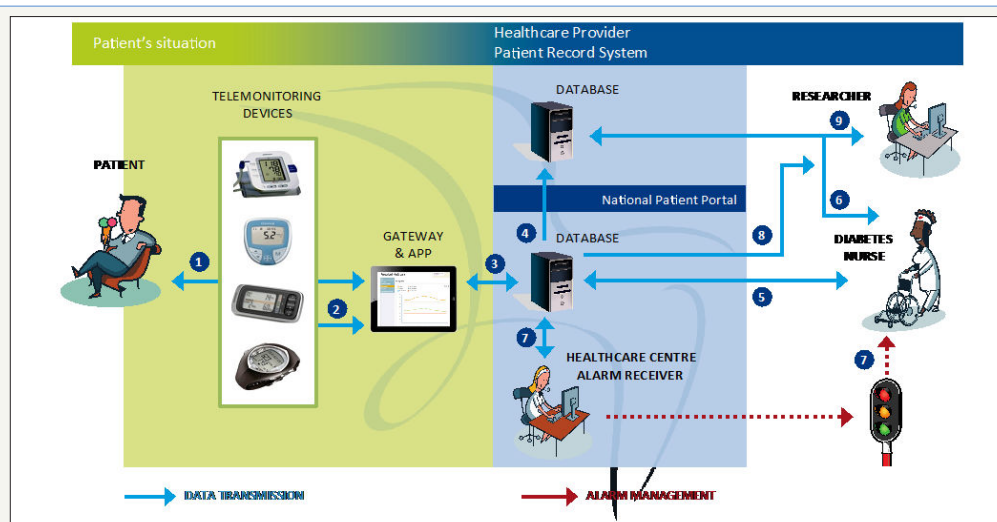 Patient's situation
Healthcare Provider
Patient Record System
TELEMONITORING
DEVICES
DATABASE
RESEARCHER
9
PATIENT
National Patient Portal
6
4
8
GATEWAY
& APP
DATABASE
DIABETES
NURSE
1
3
5
2
7
HEALTHCARE CENTRE
ALARM RECEIVER
7
DATA TRANSMISSION
ALARM MANAGEMENT